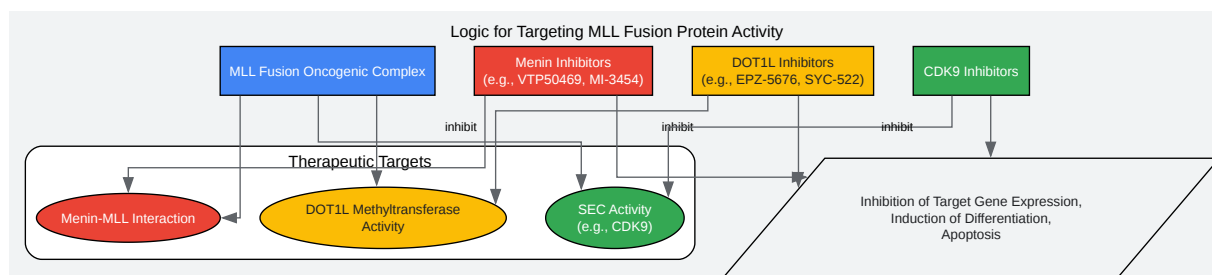 Logic for Targeting MLL Fusion Protein Activity
MLL Fusion Oncogenic Complex
Menin Inhibitors
(e.g., VTP50469, MI-3454)
DOT1L Inhibitors
(e.g., EPZ-5676, SYC-522)
CDK9 Inhibitors
inhibit
inhibit
inhibit
Therapeutic Targets
Menin-MLL Interaction
DOT1L Methyltransferase
Activity
SEC Activity
(e.g., CDK9)
Inhibition of Target Gene Expression,
Induction of Differentiation,
Apoptosis